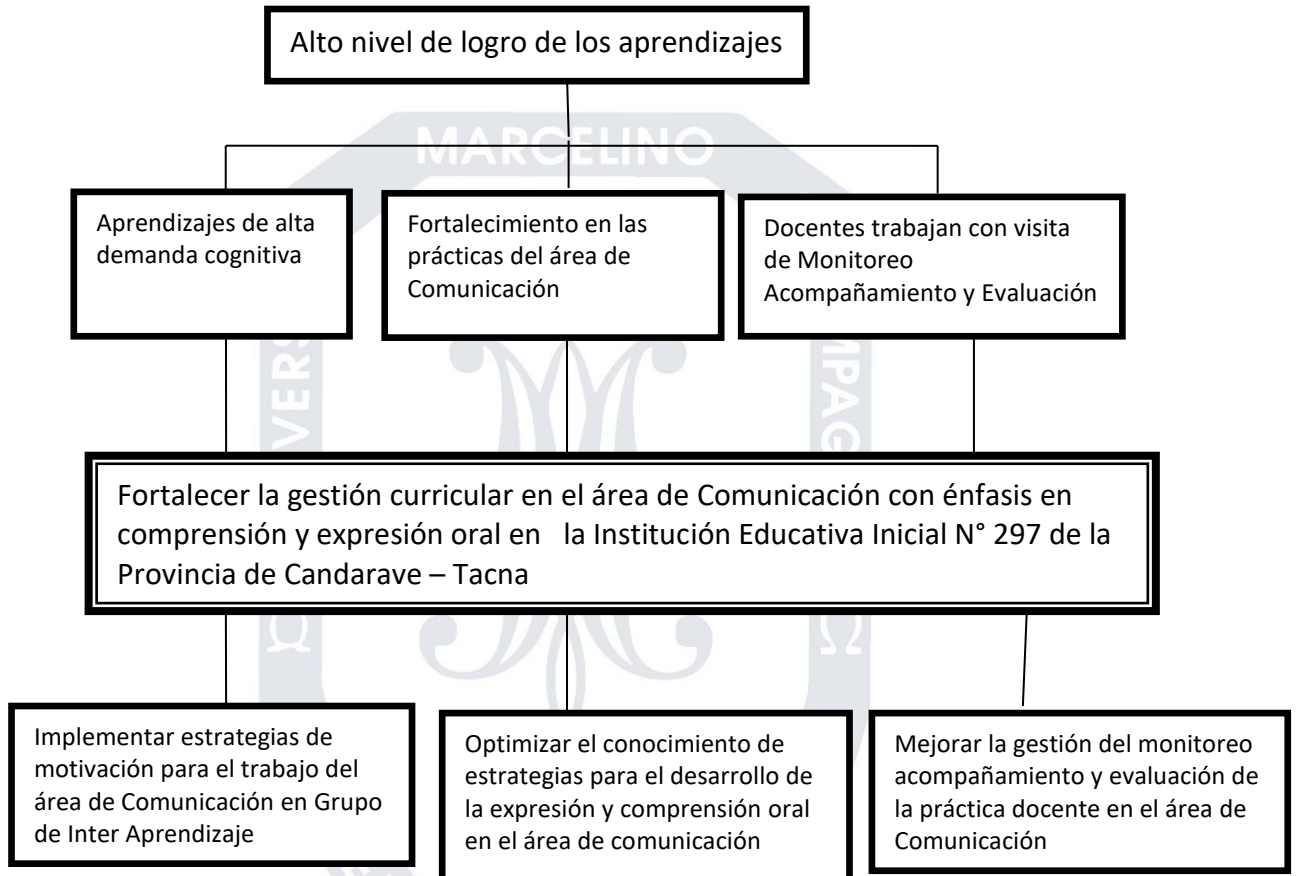 Alto nivel de logro de los aprendizajes
MARCELINO
Aprendizajes de alta
demanda cognitiva
Fortalecimiento en las
prácticas del área de
Comunicación
Docentes trabajan con visita
de Monitoreo
Acompañamiento y Evaluación
VERS
MPAG
Fortalecer la gestión curricular en el área de Comunicación con énfasis en
comprensión y expresión oral en la Institución Educativa Inicial N° 297 de la
Provincia de Candarave – Tacna
Ω
Implementar estrategias de
motivación para el trabajo del
área de Comunicación en Grupo
de Inter Aprendizaje
Optimizar el conocimiento de
estrategias para el desarrollo de
la expresión y comprensión oral
en el área de comunicación
Mejorar la gestión del monitoreo
acompañamiento y evaluación de
la práctica docente en el área de
Comunicación